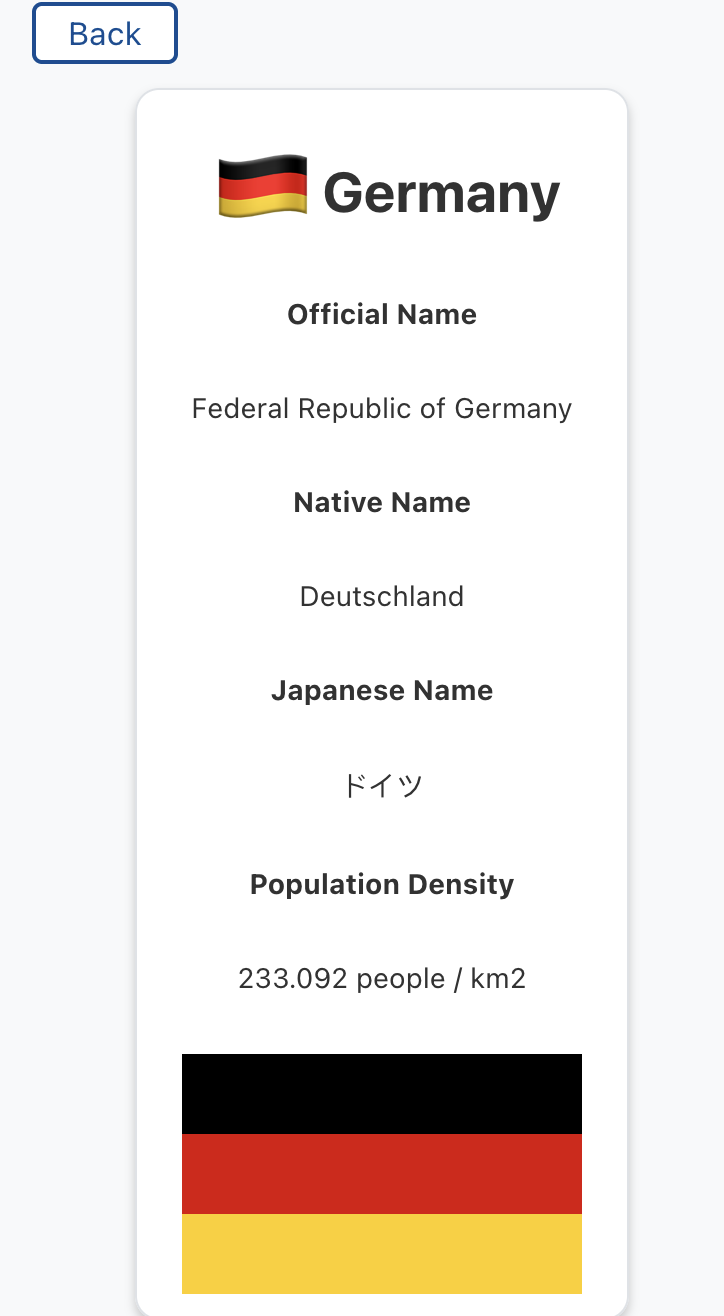 Back
Germany
Official Name
Federal Republic of Germany
Native Name
Deutschland
Japanese Name
ドイツ
Population Density
233.092 people / km2